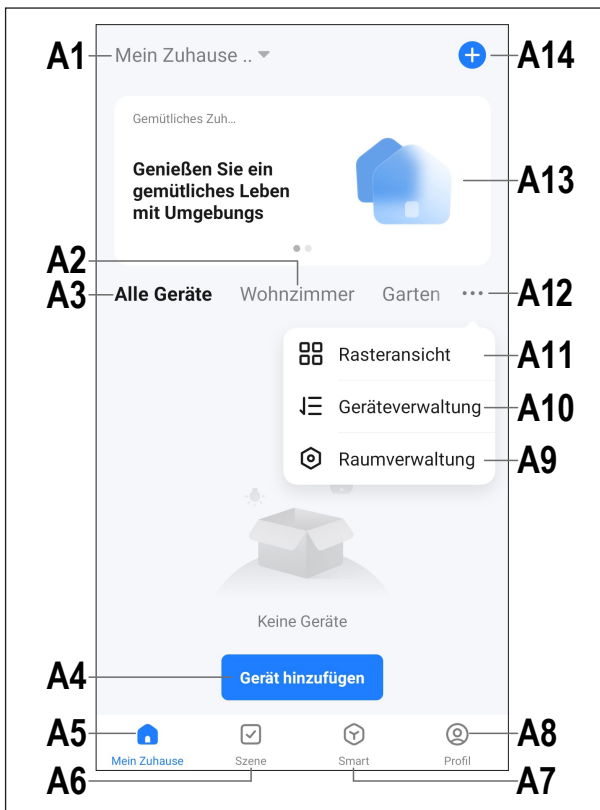 A1
Mein Zuhause ..
A14
Gemütliches Zuh...
Genießen Sie ein
gemütliches Leben
mit Umgebungs
A13
A2
A3
Alle Geräte
Wohnzimmer
Garten
A12
Rasteransicht
A11
Geräteverwaltung
A10
Raumverwaltung
A9
Keine Geräte
A4
Gerät hinzufügen
A5
Mein Zuhause
Szene
Smart
Profil
A8
A6
A7